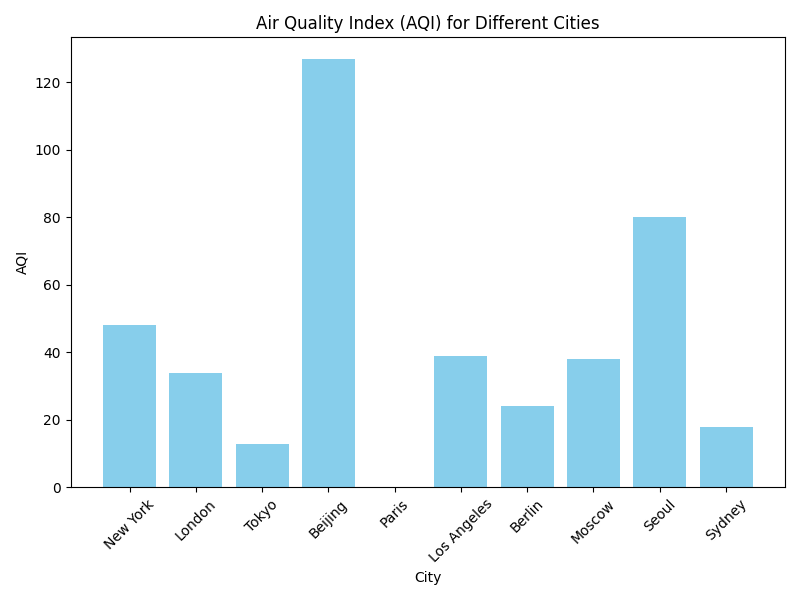 Air Quality Index (AQI) for Different Cities
120
100
80
60
40
20
0
AQI
New York
London
Tokyo
Beijing
Paris
Los Angeles
Berlin
Moscow
Seoul
Sydney
City